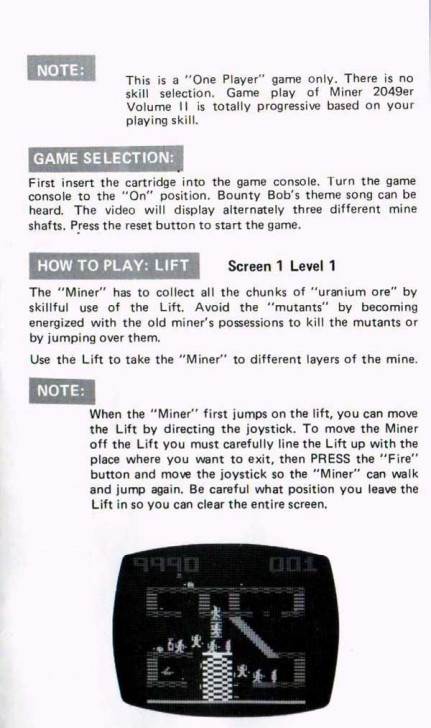 NOTE:
This is a "One Player" game only. There is no
skill selection. Game play of Miner 2049er
Volume II is totally progressive based on your
playing skill.
GAME SELECTION:
First insert the cartridge into the game console. Turn the game
console to the "On" position. Bounty Bob's theme song can be
heard. The video will display alternately three different mine
shafts. Press the reset button to start the game.
HOW TO PLAY: LIFT Screen 1 Level 1
The "Miner" has to collect all the chunks of "uranium ore" by
skillful use of the Lift. Avoid the "mutants" by becoming
energized with the old miner's possessions to kill the mutants or
by jumping over them.
Use the Lift to take the "Miner" to different layers of the mine.
NOTE:
When the "Miner" first jumps on the lift, you can move
the Lift by directing the joystick. To move the Miner
off the Lift you must carefully line the Lift up with the
place where you want to exit, then PRESS the "Fire"
button and move the joystick so the "Miner" can walk
and jump again. Be careful what position you leave the
Lift in so you can clear the entire screen.
9990 001